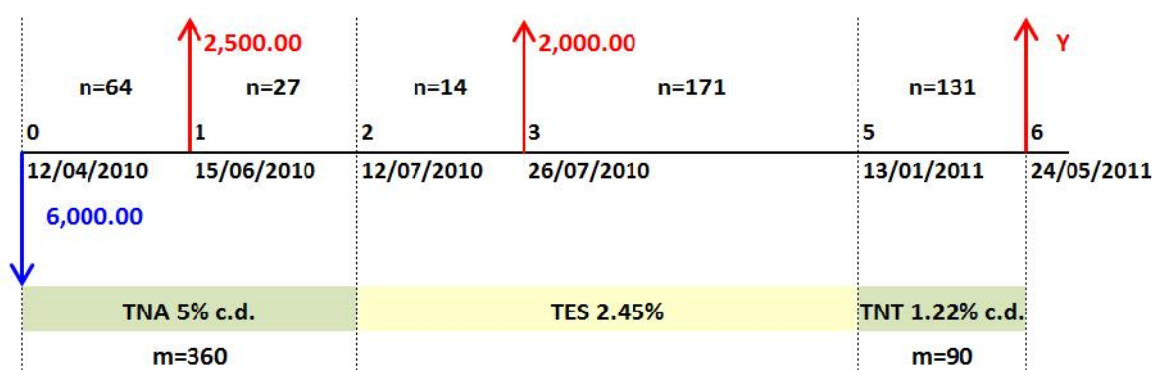 2,500.00 2,000.00 Y
n=64 n=27 n=14 n=171 n=131
0 1 2 3 5 6
12/04/2010 15/06/2010 12/07/2010 26/07/2010 13/01/2011 24/05/2011
6,000.00
TNA 5% c.d. TES 2.45% TNT 1.22% c.d.
m=360 m=90